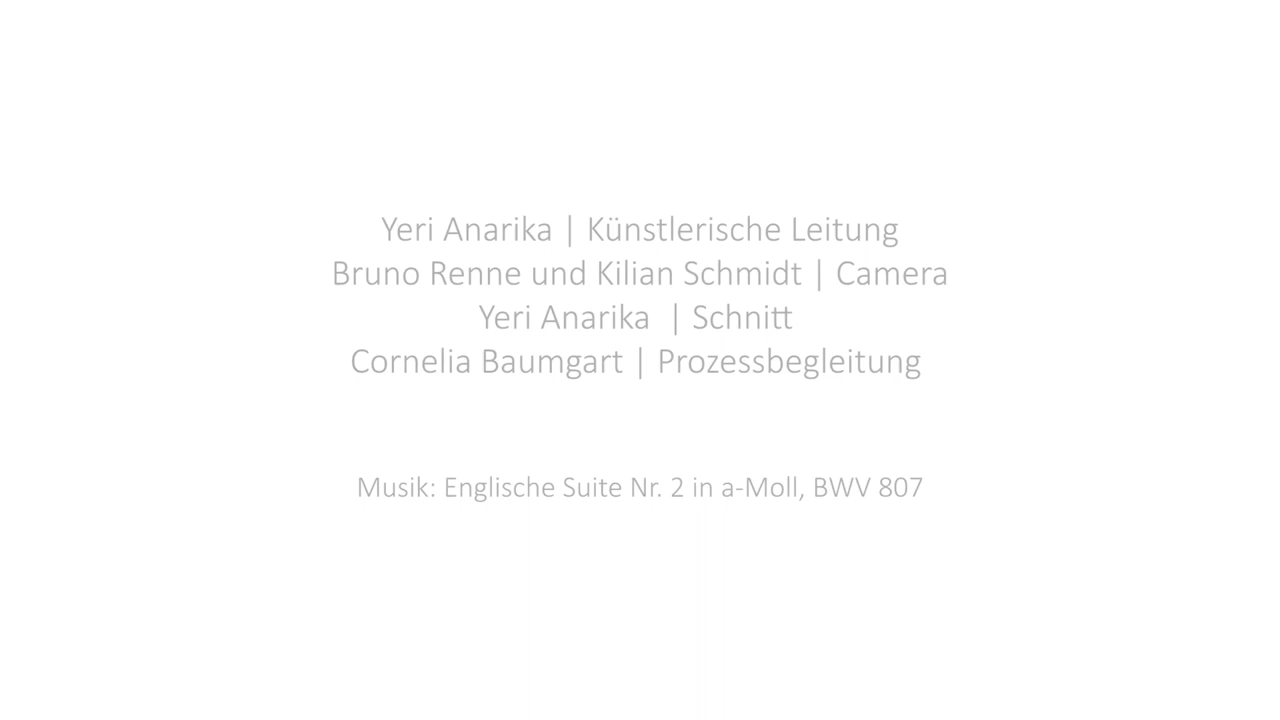 Yeri Anarika | Künstlerische Leitung
Bruno Renne und Kilian Schmidt | Camera
Yeri Anarika | Schnitt
Cornelia Baumgart | Prozessbegleitung
Musik: Englische Suite Nr. 2 in a-Moll, BWV 807